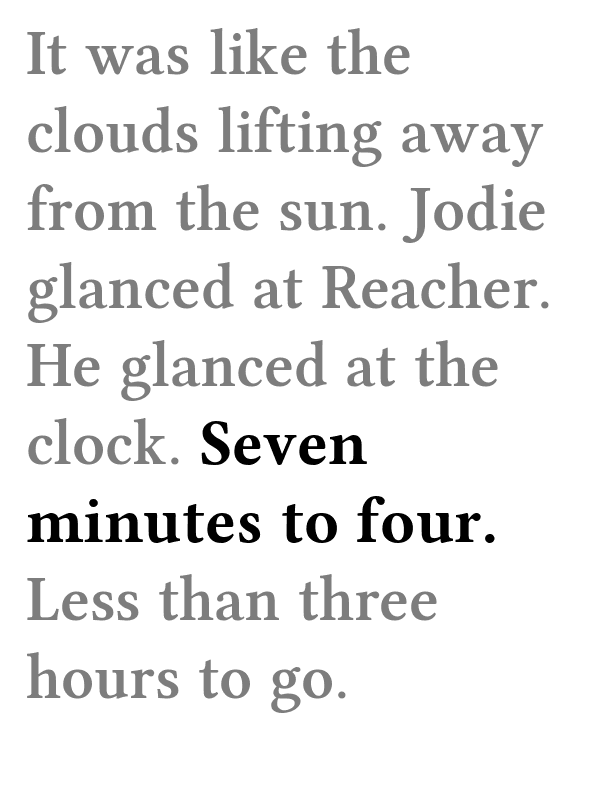 It was like the
clouds lifting away
from the sun. Jodie
glanced at Reacher.
He glanced at the
clock. Seven
minutes to four.
Less than three
hours to go.